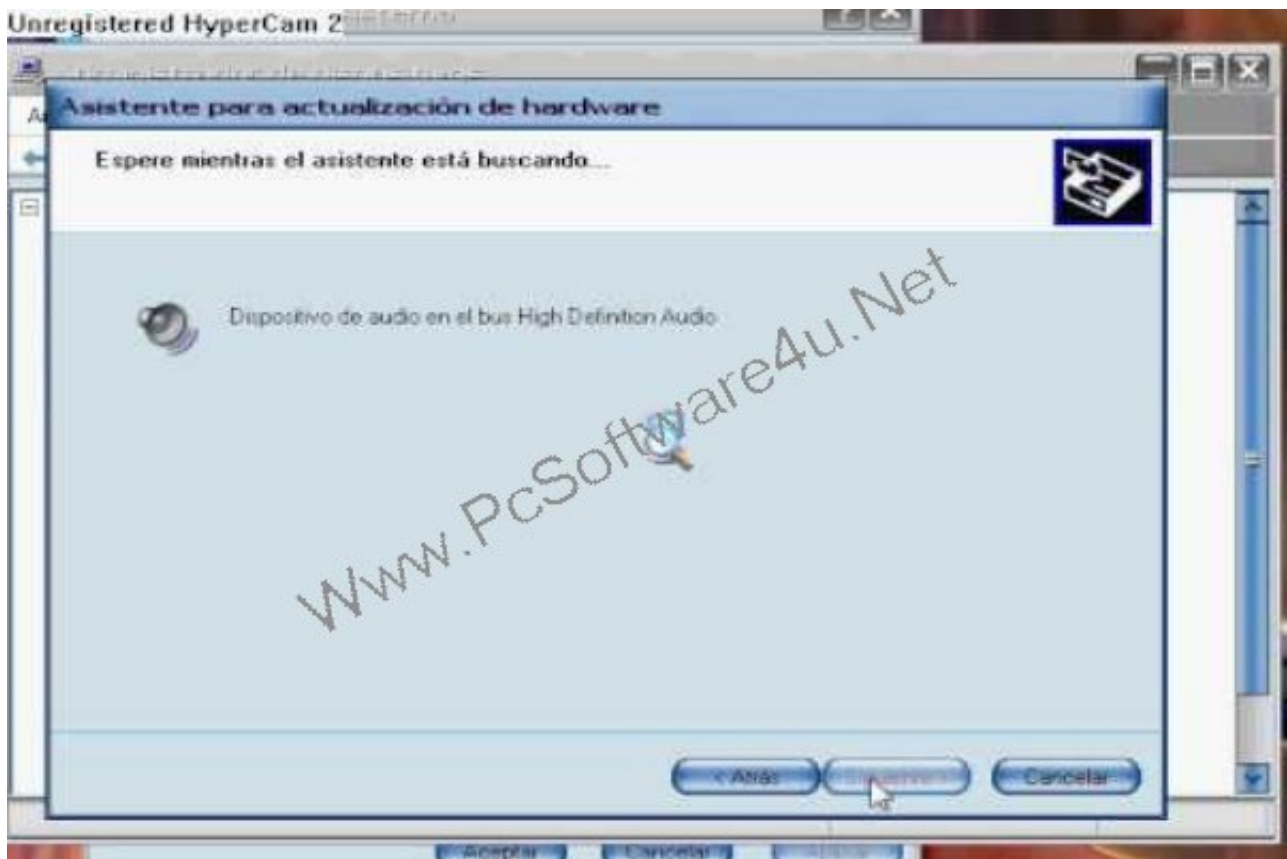 Unregistered HyperCam 2
Asistente para actualización de hardware
Espere mientras el asistente está buscando...
Dispositivo de audio en el bus High Definition Audio
Www.PcSoftware4u.Net
< Atrás
Cancelar
Aceptar
Cancelar